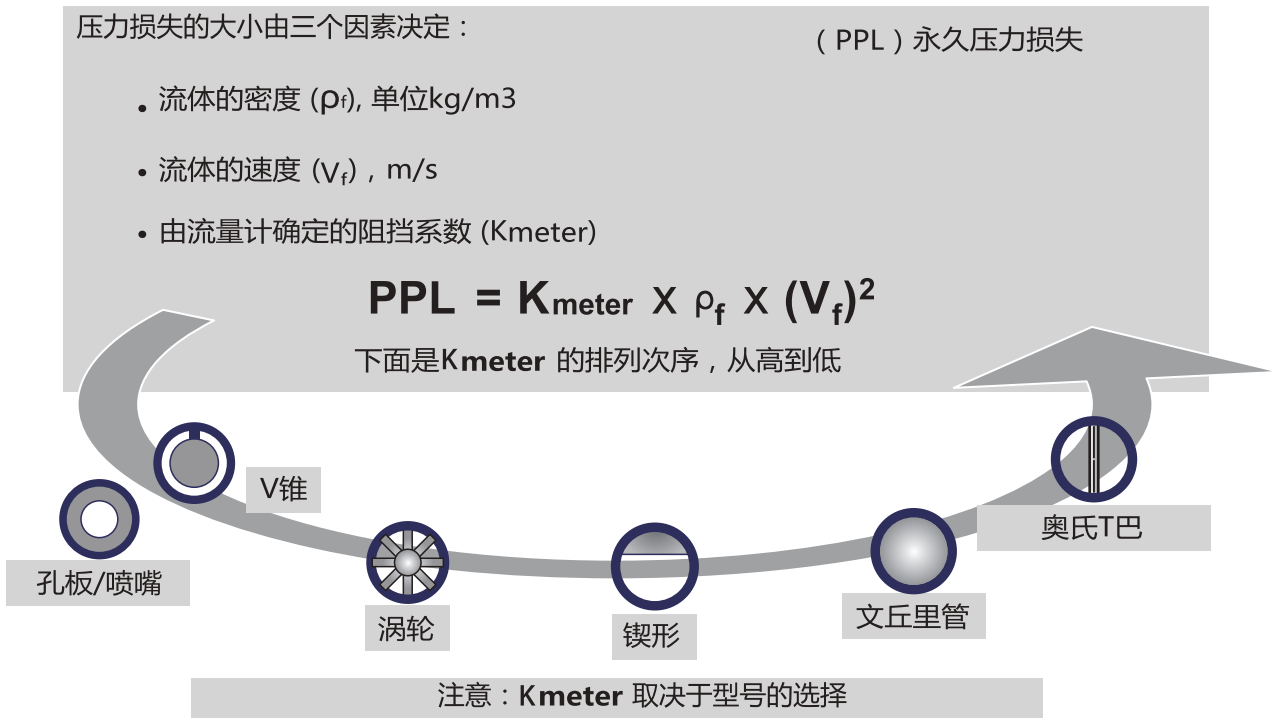 压力损失的大小由三个因素决定：
（PPL）永久压力损失
• 流体的密度 (ρf), 单位kg/m3
• 流体的速度 (Vf)，m/s
• 由流量计确定的阻挡系数 (Kmeter)
PPL = Kmeter X ρf X (Vf)²
下面是Kmeter 的排列次序，从高到低
V锥
奥氏T巴
孔板/喷嘴
涡轮
锲形
文丘里管
注意：Kmeter 取决于型号的选择